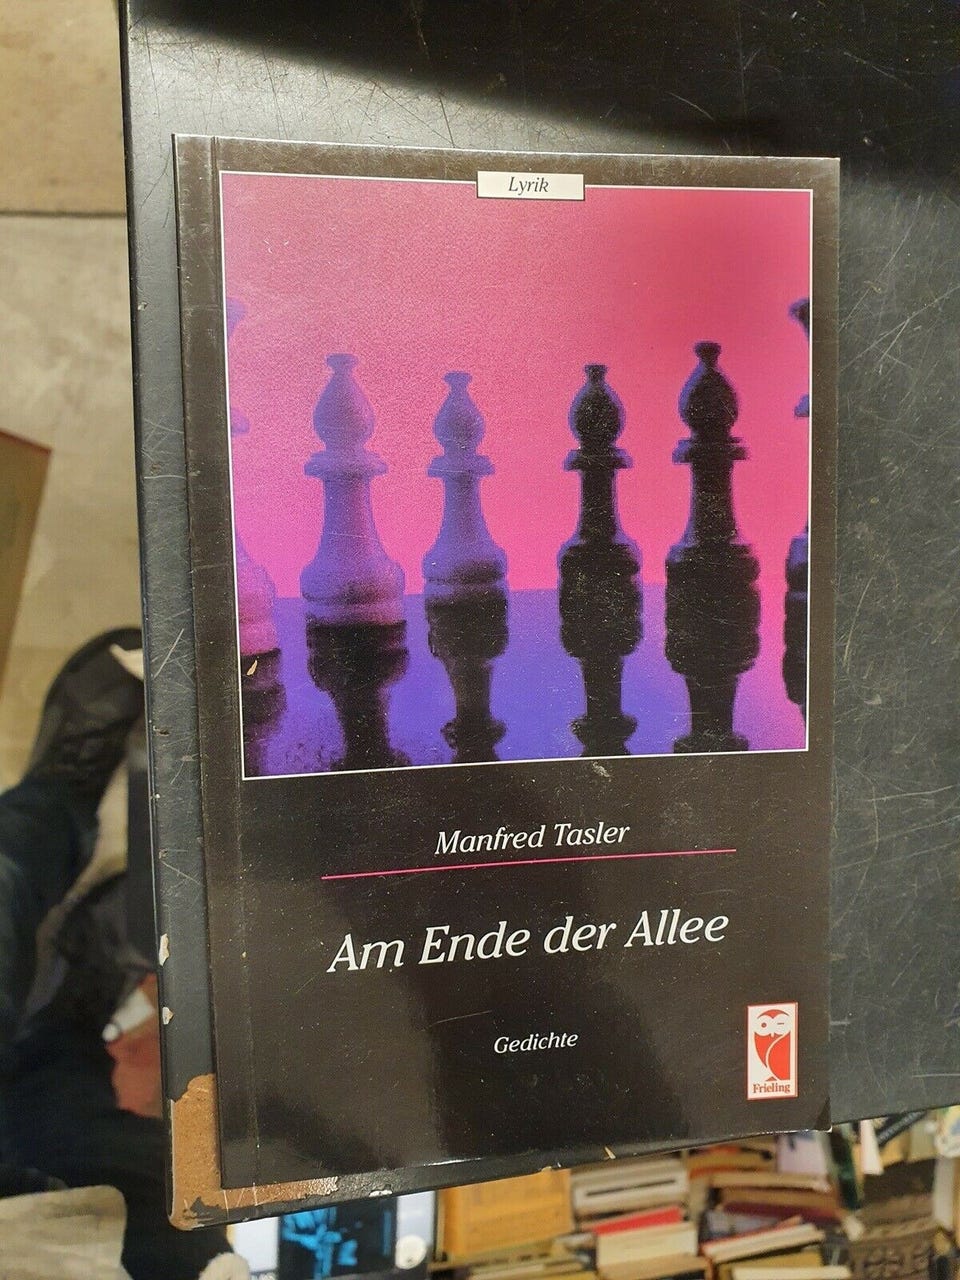 Lyrik
Manfred Tasler
Am Ende der Allee
Gedichte
Frieling